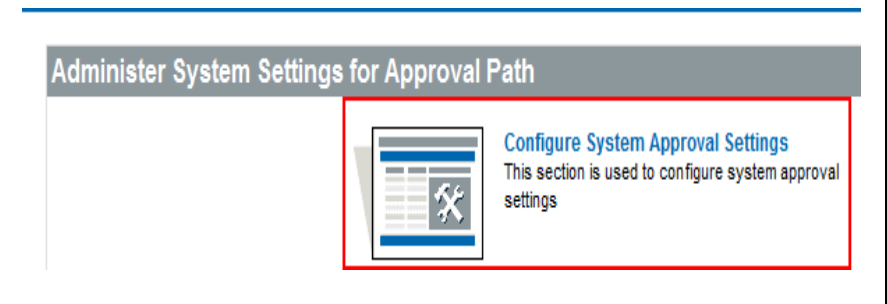 Administer System Settings for Approval Path
Configure System Approval Settings
This section is used to configure system approval
settings